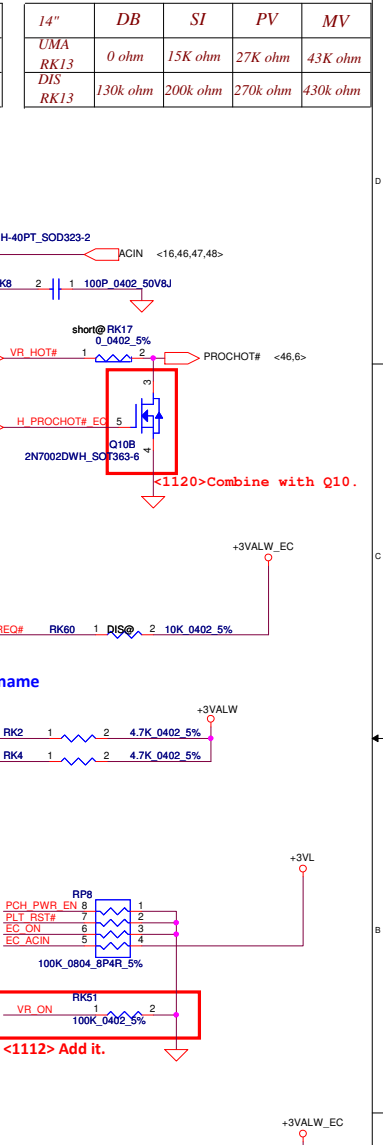 14" DB SI PV MV
UMA RK13 0 ohm 15K ohm 27K ohm 43K ohm
DIS RK13 130k ohm 200k ohm 270k ohm 430k ohm
D
H-40PT_SOD323-2
ACIN <16,46,47,48>
K8 2 1 100P_0402_50V8J
short@ RK17
0_0402_5%
VR_HOT# 1 2 PROCHOT# <46,6>
3
H_PROCHOT#_EC 5
4
Q10B
2N7002DWH_SOT363-6
<1120>Combine with Q10.
+3VALW_EC
C
REQ# RK60 1 DIS@ 2 10K_0402_5%
name
+3VALW
RK2 1 2 4.7K_0402_5%
RK4 1 2 4.7K_0402_5%
+3VL
RP8
PCH_PWR_EN 8 1
PLT_RST# 7 2
EC_ON 6 3
EC_ACIN 5 4
B
100K_0804_8P4R_5%
RK51
VR_ON 1 2
100K_0402_5%
<1112> Add it.
+3VALW_EC